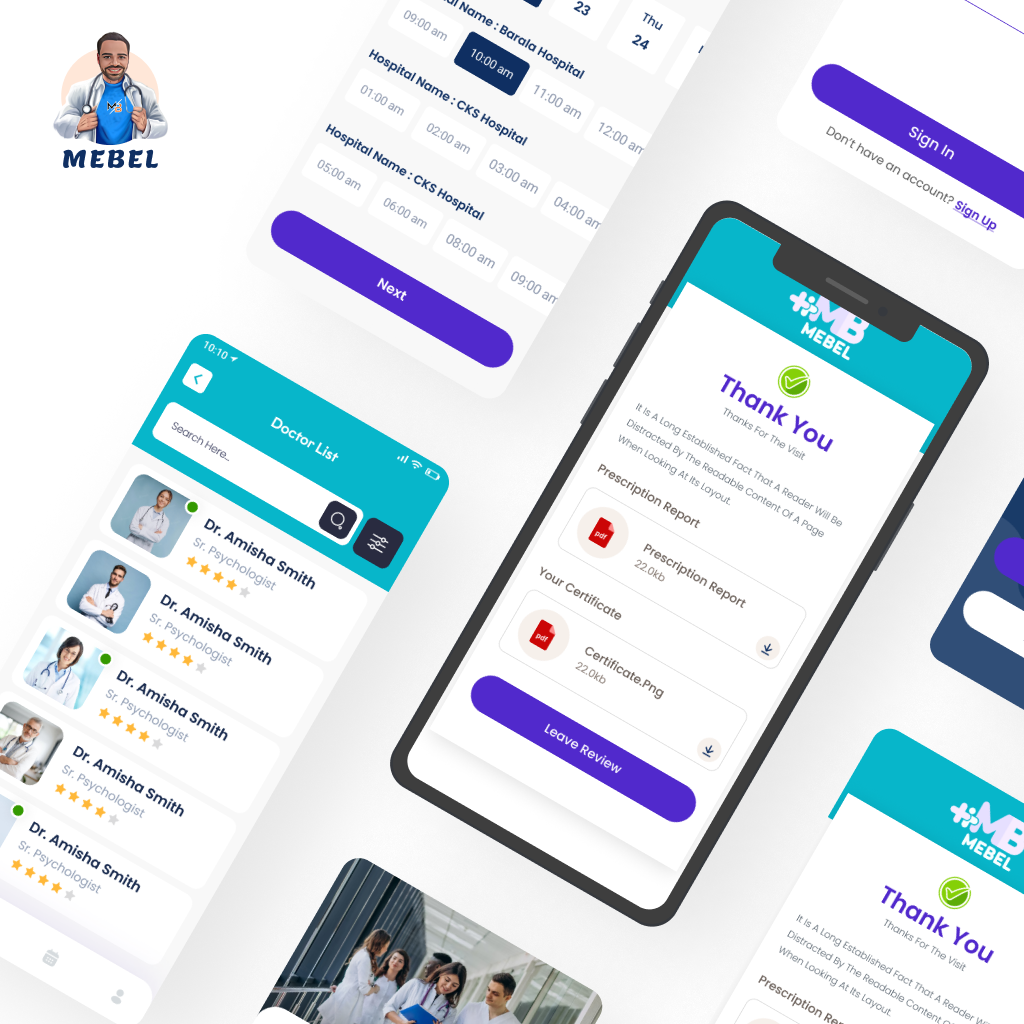 MB
MEBEL
23
Thu
24
Hospital Name : Barala Hospital
09:00 am
10:00 am
11:00 am
12:00 am
Hospital Name : CKS Hospital
01:00 am
02:00 am
03:00 am
04:00 am
Hospital Name : CKS Hospital
05:00 am
06:00 am
08:00 am
09:00 am
Next
Sign In
Don't have an account? Sign Up
10:10
Doctor List
Search Here..
Dr. Amisha Smith
Sr. Psychologist
Dr. Amisha Smith
Sr. Psychologist
Dr. Amisha Smith
Sr. Psychologist
Dr. Amisha Smith
Sr. Psychologist
Dr. Amisha Smith
Sr. Psychologist
MB
MEBEL
Thank You
Thanks For The Visit
It Is A Long Established Fact That A Reader Will Be
Distracted By The Readable Content Of A Page
When Looking At Its Layout.
Prescription Report
pdf
Prescription Report
22.0kb
Your Certificate
pdf
Certificate.Png
22.0kb
Leave Review
MB
MEBEL
Thank You
Thanks For The Visit
It Is A Long Established Fact That A Reader Will
Distracted By The Readable Content Of A
When Looking At Its Layout.
Prescription Report